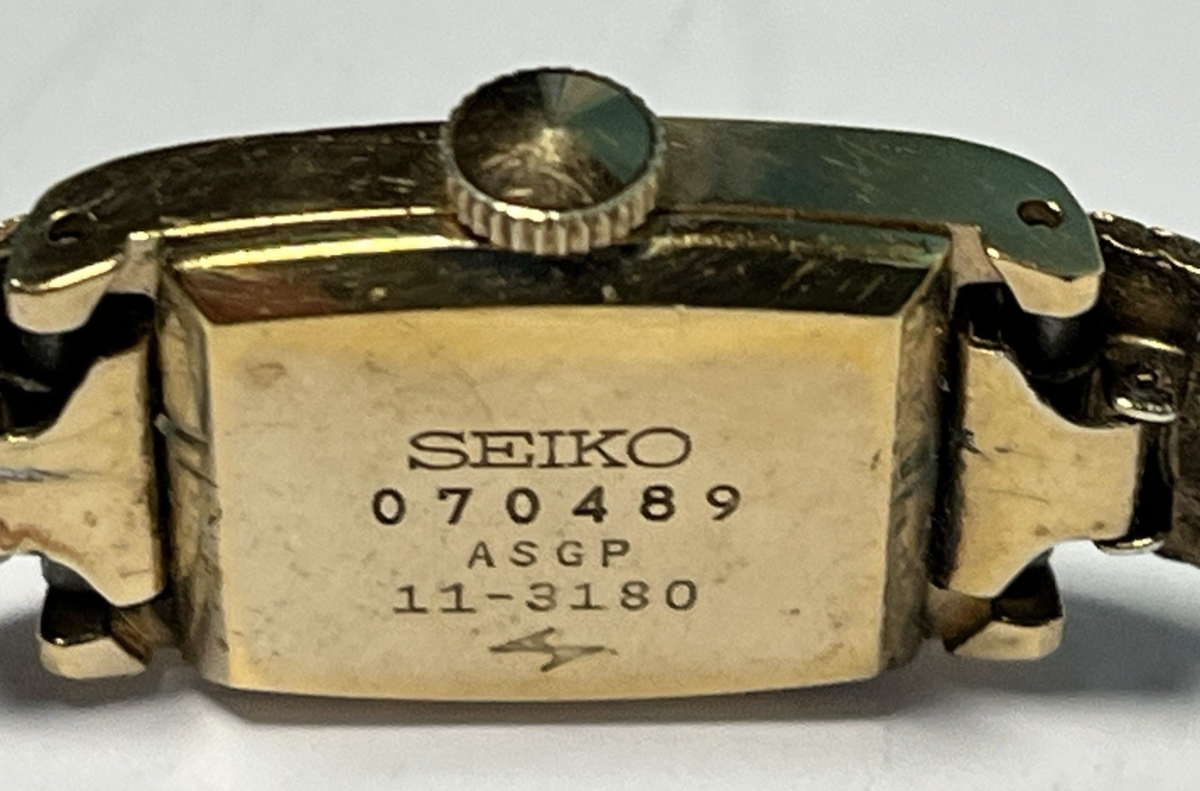 SEIKO
070489
ASGP
11-3180